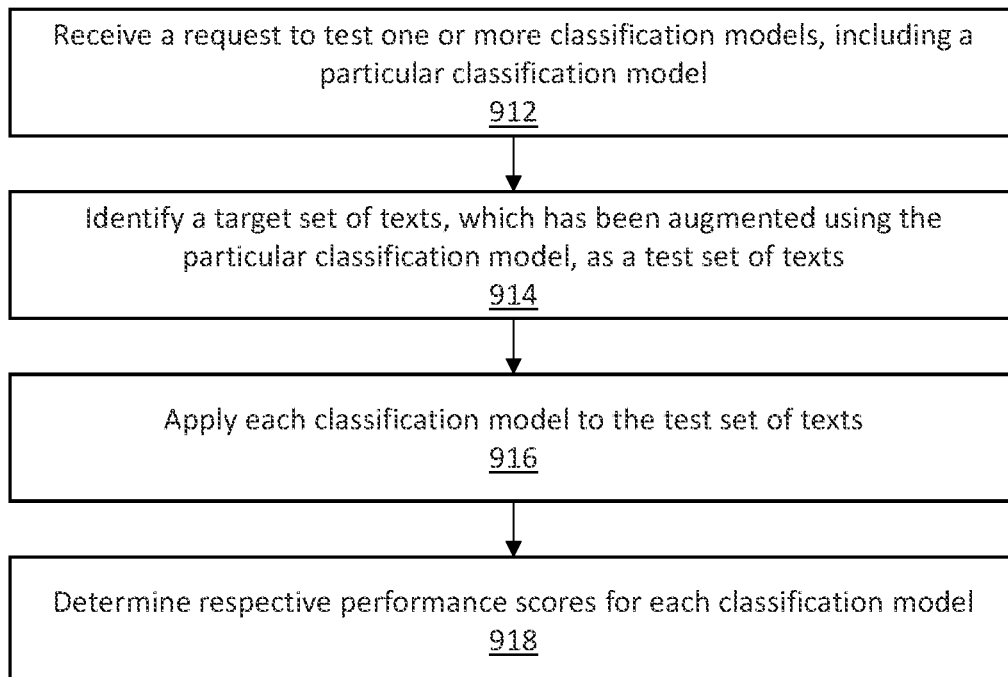 Receive a request to test one or more classification models, including a
particular classification model
912
Identify a target set of texts, which has been augmented using the
particular classification model, as a test set of texts
914
Apply each classification model to the test set of texts
916
Determine respective performance scores for each classification model
918